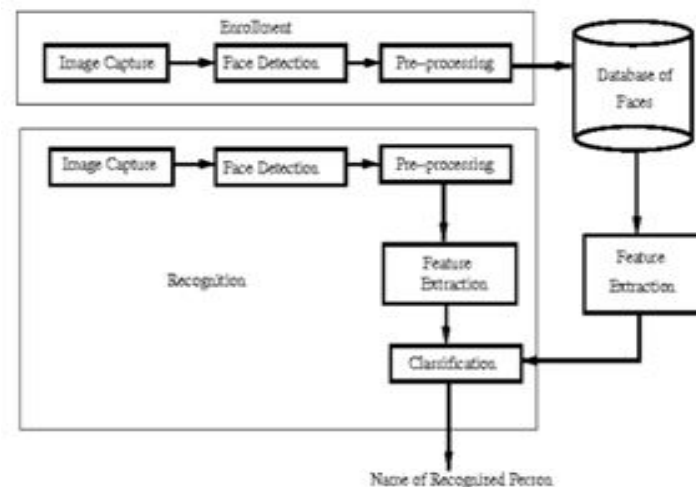 Enrollment
Image Capture
Face Detection
Pre-processing
Database of
Faces
Image Capture
Face Detection
Pre-processing
Feature
Extraction
Feature
Extraction
Recognition
Classification
Name of Recognized Person